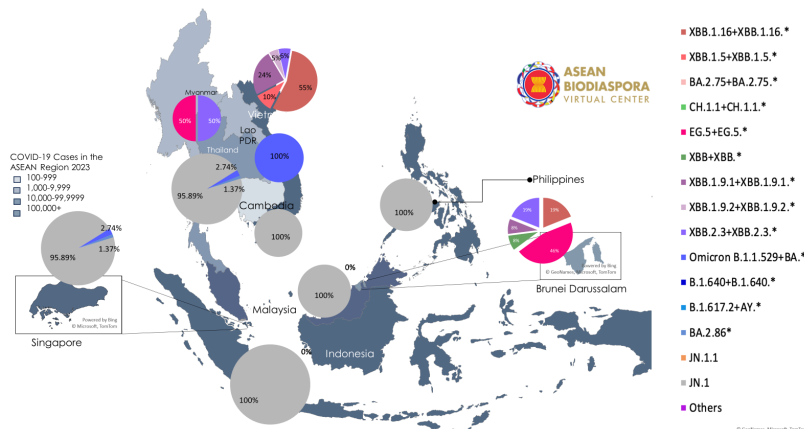 XBB.1.16+XBB.1.16.*
XBB.1.5+XBB.1.5.*
BA.2.75+BA.2.75.*
CH.1.1+CH.1.1.*
EG.5+EG.5.*
XBB+XBB.*
XBB.1.9.1+XBB.1.9.1.*
XBB.1.9.2+XBB.1.9.2.*
XBB.2.3+XBB.2.3.*
Omicron B.1.1.529+BA.*
B.1.640+B.1.640.*
B.1.617.2+AY.*
BA.2.86*
JN.1.1
JN.1
Others
ASEAN
BIODIASPORA
VIRTUAL CENTER
5%
6%
24%
55%
10%
Myanmar
50%
50%
Lao
PDR
Thailand
100%
2.74%
1.37%
95.89%
Cambodia
100%
COVID-19 Cases in the
ASEAN Region 2023
100-999
1,000-9,999
10,000-99,9999
100,000+
2.74%
95.89%
1.37%
Powered by Bing
© Microsoft, TomTom
Singapore
100%
Philippines
19%
8%
8%
46%
Powered by Bing
© GeoNames, Microsoft, TomTom
Brunei Darussalam
0%
100%
Malaysia
0%
Indonesia
100%